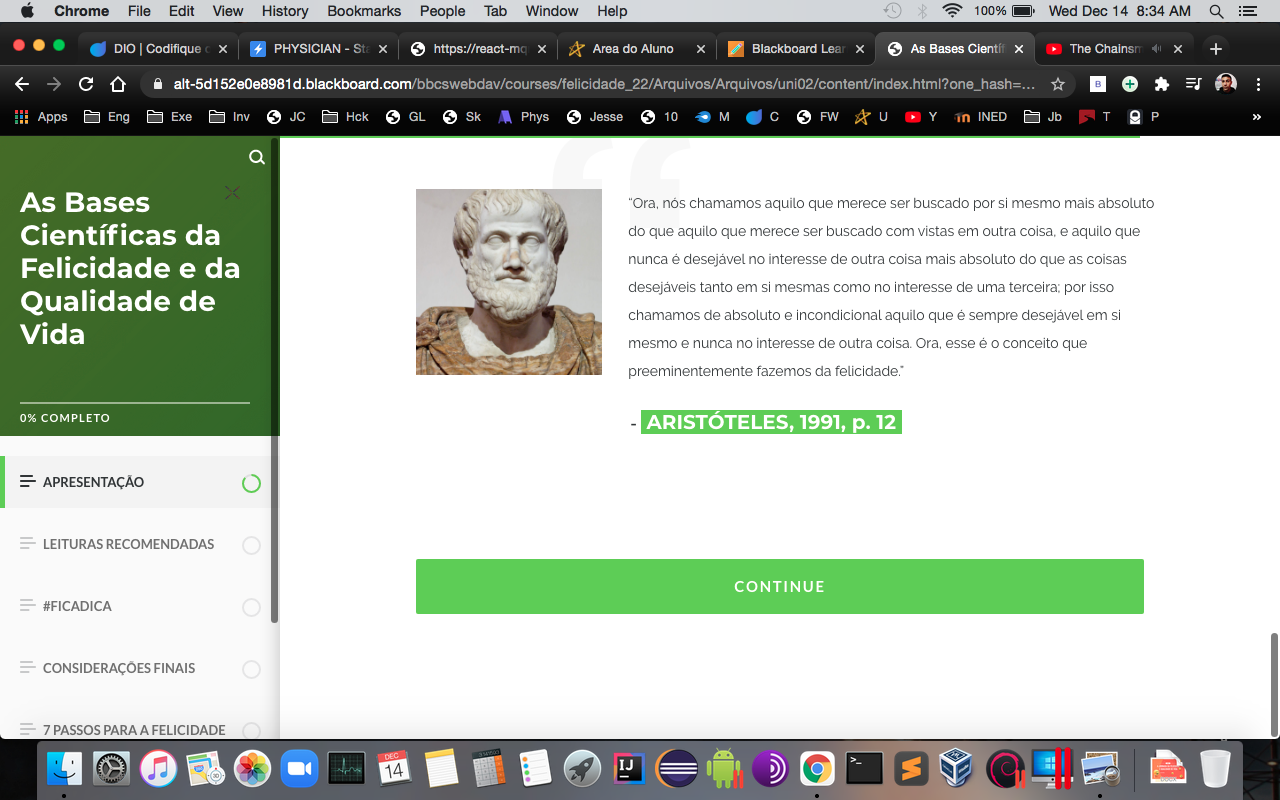 Chrome File Edit View History Bookmarks People Tab Window Help 100% Wed Dec 14 8:34 AM
DIO | Codifique PHYSICIAN - Sta https://react-mq Area do Aluno Blackboard Lear As Bases Científ The Chainsm
alt-5d152e0e8981d.blackboard.com/bbcswebdav/courses/felicidade_22/Arquivos/Arquivos/uni02/content/index.html?one_hash=...
Apps Eng Exe Inv JC Hck GL Sk Phys Jesse 10 M C FW U Y INED Jb T P »
As Bases
Científicas da
Felicidade e da
Qualidade de
Vida
0% COMPLETO
APRESENTAÇÃO
LEITURAS RECOMENDADAS
#FICADICA
CONSIDERAÇÕES FINAIS
7 PASSOS PARA A FELICIDADE
“Ora, nós chamamos aquilo que merece ser buscado por si mesmo mais absoluto
do que aquilo que merece ser buscado com vistas em outra coisa, e aquilo que
nunca é desejável no interesse de outra coisa mais absoluto do que as coisas
desejáveis tanto em si mesmas como no interesse de uma terceira; por isso
chamamos de absoluto e incondicional aquilo que é sempre desejável em si
mesmo e nunca no interesse de outra coisa. Ora, esse é o conceito que
preeminentemente fazemos da felicidade.”
- ARISTÓTELES, 1991, p. 12
CONTINUE
DEC
14